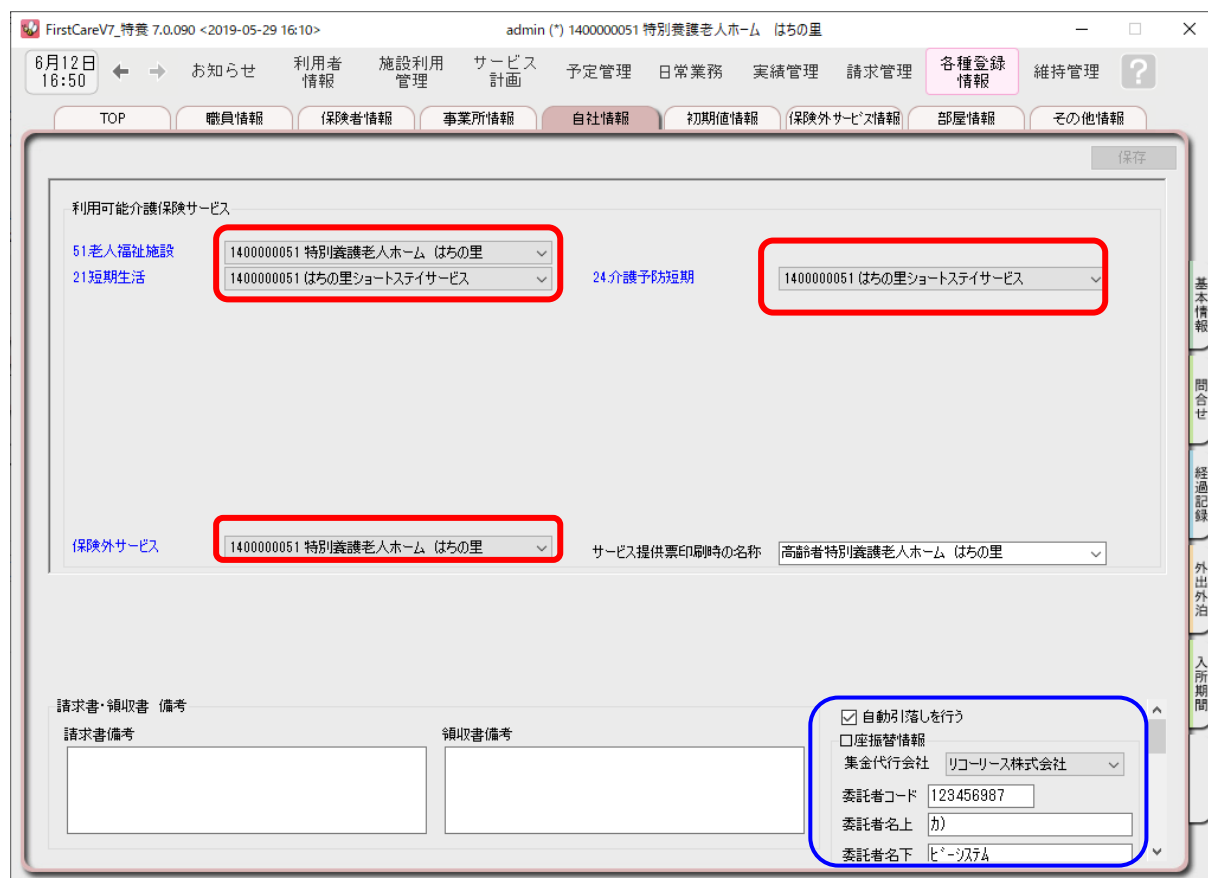 FirstCareV7_特養 7.0.090 <2019-05-29 16:10> admin (*) 1400000051 特別養護老人ホーム はちの里
6月12日
16:50
お知らせ
利用者
情報
施設利用
管理
サービス
計画
予定管理
日常業務
実績管理
請求管理
各種登録
情報
維持管理
?
TOP 職員情報 保険者情報 事業所情報 自社情報 初期値情報 保険外サービス情報 部屋情報 その他情報
保存
利用可能介護保険サービス
51.老人福祉施設 1400000051 特別養護老人ホーム はちの里
21.短期生活 1400000051 はちの里ショートステイサービス 24.介護予防短期 1400000051 はちの里ショートステイサービス
保険外サービス 1400000051 特別養護老人ホーム はちの里 サービス提供票印刷時の名称 高齢者特別養護老人ホーム はちの里
請求書・領収書 備考
請求書備考 領収書備考
自動引落しを行う
口座振替情報
集金代行会社 リコーリース株式会社
委託者コード 123456987
委託者名上 カ)
委託者名下 ビーシステム
基本情報
問合せ
経過記録
外出外泊
入所期間